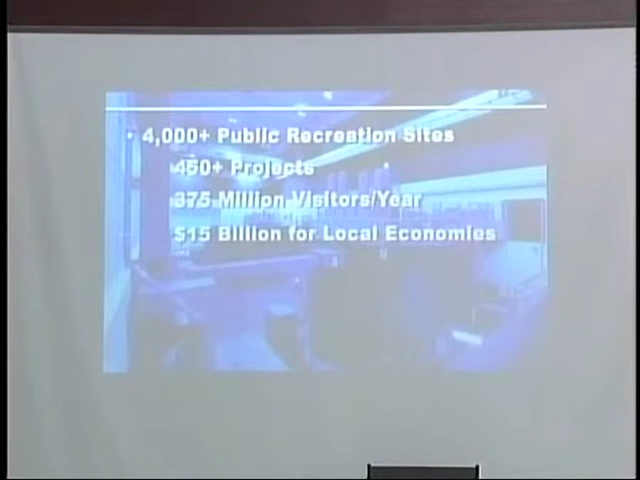 4,000+ Public Recreation Sites
450+ Projects
375 Million Visitors/Year
$15 Billion for Local Economies